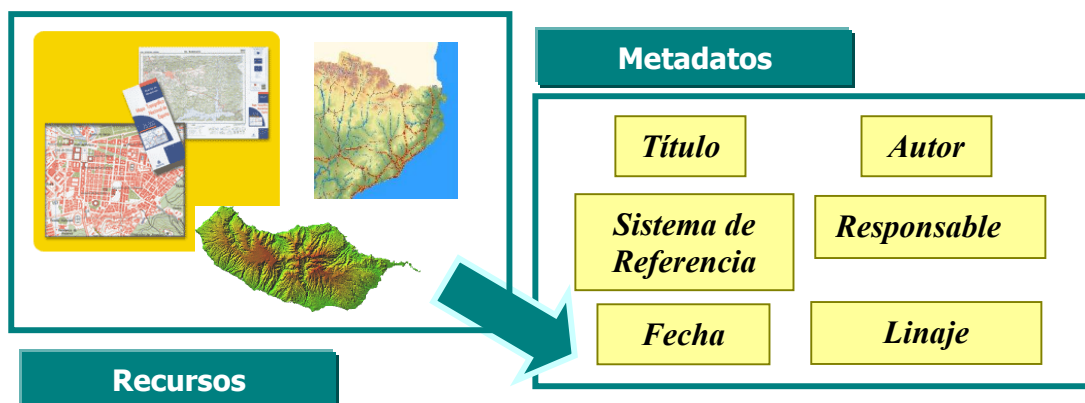 Metadatos
Título
Autor
Sistema de
Referencia
Responsable
Fecha
Linaje
Recursos